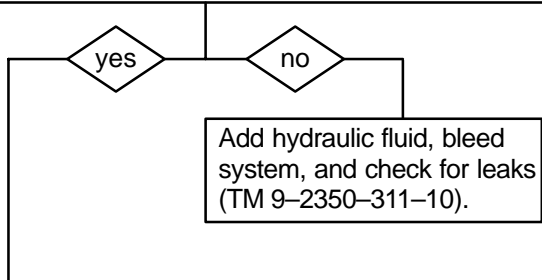 yes
no
Add hydraulic fluid, bleed
system, and check for leaks
(TM 9–2350–311–10).